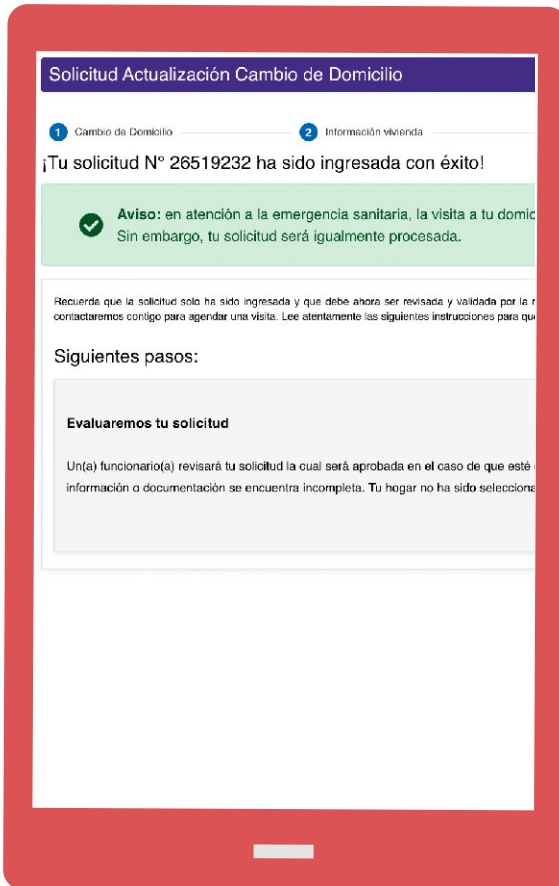 Solicitud Actualización Cambio de Domicilio
1 Cambio de Domicilio 2 Información vivienda
¡Tu solicitud N° 26519232 ha sido ingresada con éxito!
Aviso: en atención a la emergencia sanitaria, la visita a tu
Sin embargo, tu solicitud será igualmente procesada.
Recuerda que la solicitud solo ha sido ingresada y que debe ahora ser revisada y validada por la
contactaremos contigo para agendar una visita. Lee atentamente las siguientes instrucciones para
Siguientes pasos:
Evaluaremos tu solicitud
Un(a) funcionario(a) revisará tu solicitud la cual será aprobada en el caso de que esté
información o documentación se encuentra incompleta. Tu hogar no ha sido